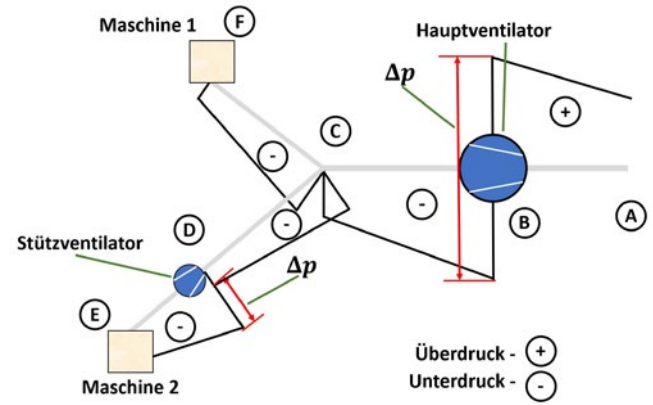 Maschine 1
F
Hauptventilator
Δp
+
C
-
-
-
D
B
A
Stützventilator
Δp
E
-
Maschine 2
Überdruck - +
Unterdruck - -